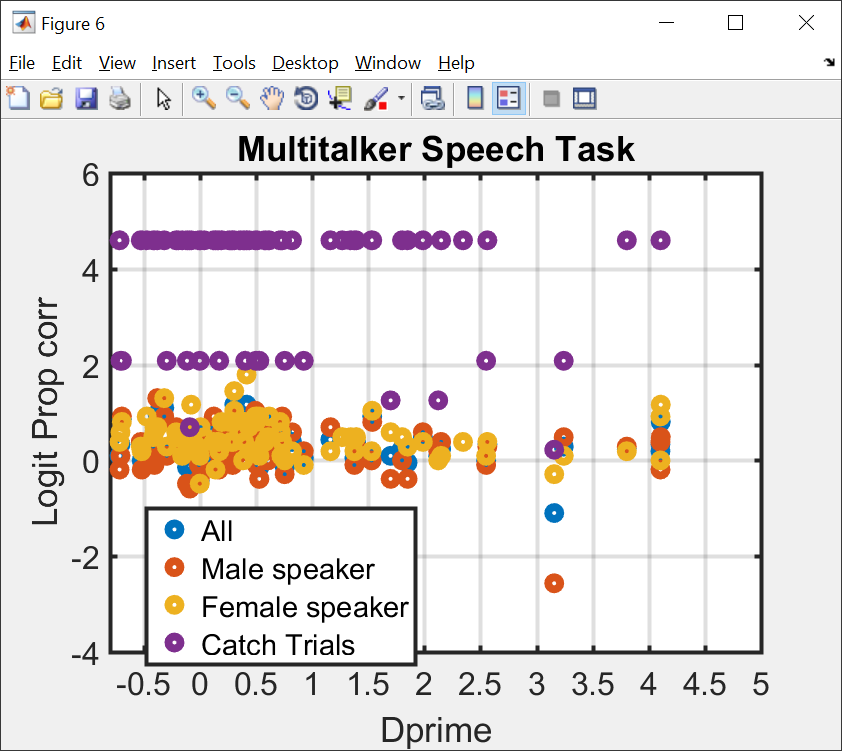 Figure 6
File Edit View Insert Tools Desktop Window Help
Multitalker Speech Task
6
4
2
0
-2
-4
Logit Prop corr
All
Male speaker
Female speaker
Catch Trials
-0.5 0 0.5 1 1.5 2 2.5 3 3.5 4 4.5 5
Dprime